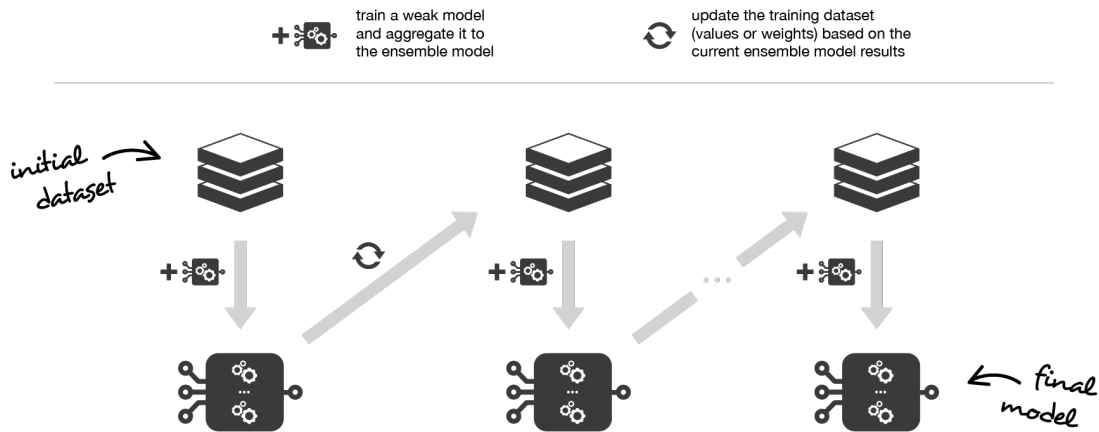 train a weak model
and aggregate it to
the ensemble model
update the training dataset
(values or weights) based on the
current ensemble model results
initial
dataset
final
model